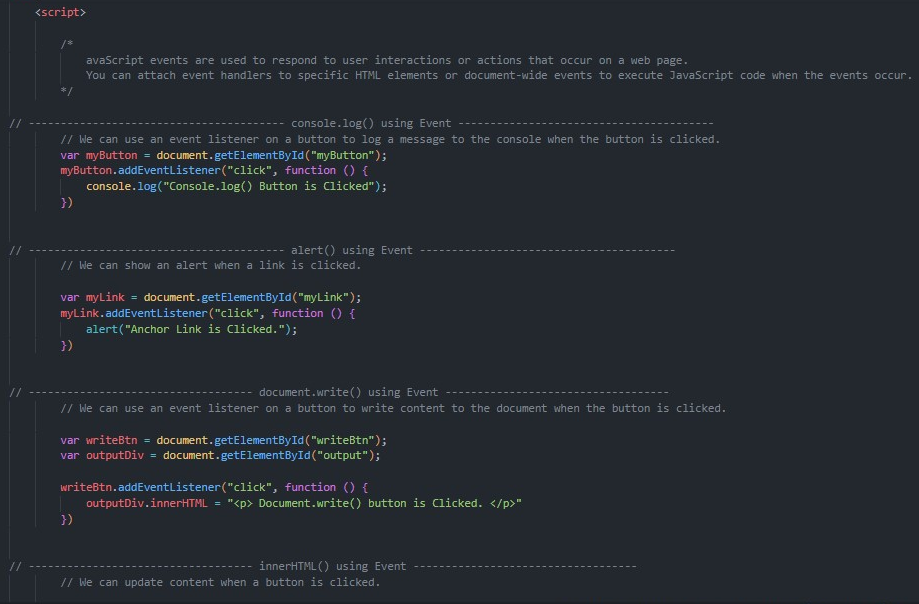 <script>
/*
avaScript events are used to respond to user interactions or actions that occur on a web page.
You can attach event handlers to specific HTML elements or document-wide events to execute JavaScript code when the events occur.
*/
// ---------------------------------------- console.log() using Event ----------------------------------------
// We can use an event listener on a button to log a message to the console when the button is clicked.
var myButton = document.getElementById("myButton");
myButton.addEventListener("click", function () {
console.log("Console.log() Button is Clicked");
})
// ---------------------------------------- alert() using Event ----------------------------------------
// We can show an alert when a link is clicked.
var myLink = document.getElementById("myLink");
myLink.addEventListener("click", function () {
alert("Anchor Link is Clicked.");
})
// ----------------------------------- document.write() using Event -----------------------------------
// We can use an event listener on a button to write content to the document when the button is clicked.
var writeBtn = document.getElementById("writeBtn");
var outputDiv = document.getElementById("output");
writeBtn.addEventListener("click", function () {
outputDiv.innerHTML = "<p> Document.write() button is Clicked. </p>"
})
// ----------------------------------- innerHTML() using Event -----------------------------------
// We can update content when a button is clicked.